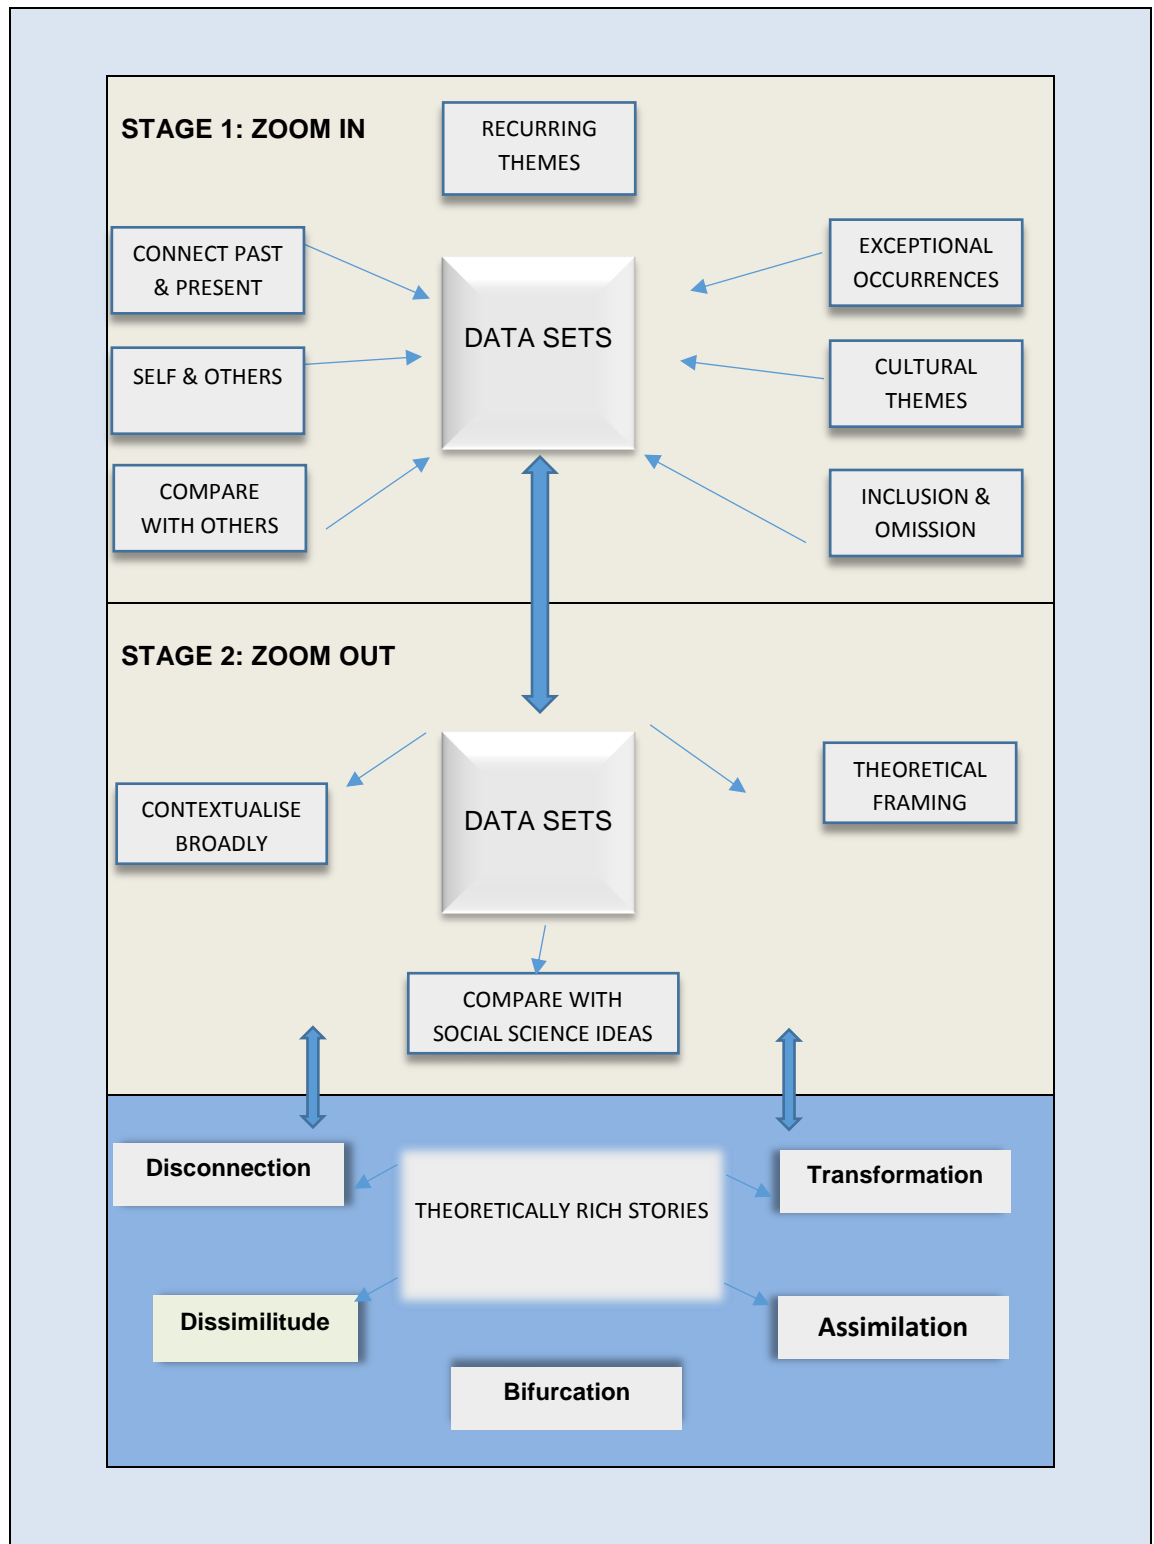 STAGE 1: ZOOM IN
RECURRING
THEMES
CONNECT PAST
& PRESENT
EXCEPTIONAL
OCCURRENCES
DATA SETS
SELF & OTHERS
CULTURAL
THEMES
COMPARE
WITH OTHERS
INCLUSION &
OMISSION
STAGE 2: ZOOM OUT
THEORETICAL
FRAMING
CONTEXTUALISE
BROADLY
DATA SETS
COMPARE WITH
SOCIAL SCIENCE IDEAS
Disconnection
Transformation
THEORETICALLY RICH STORIES
Dissimilitude
Assimilation
Bifurcation